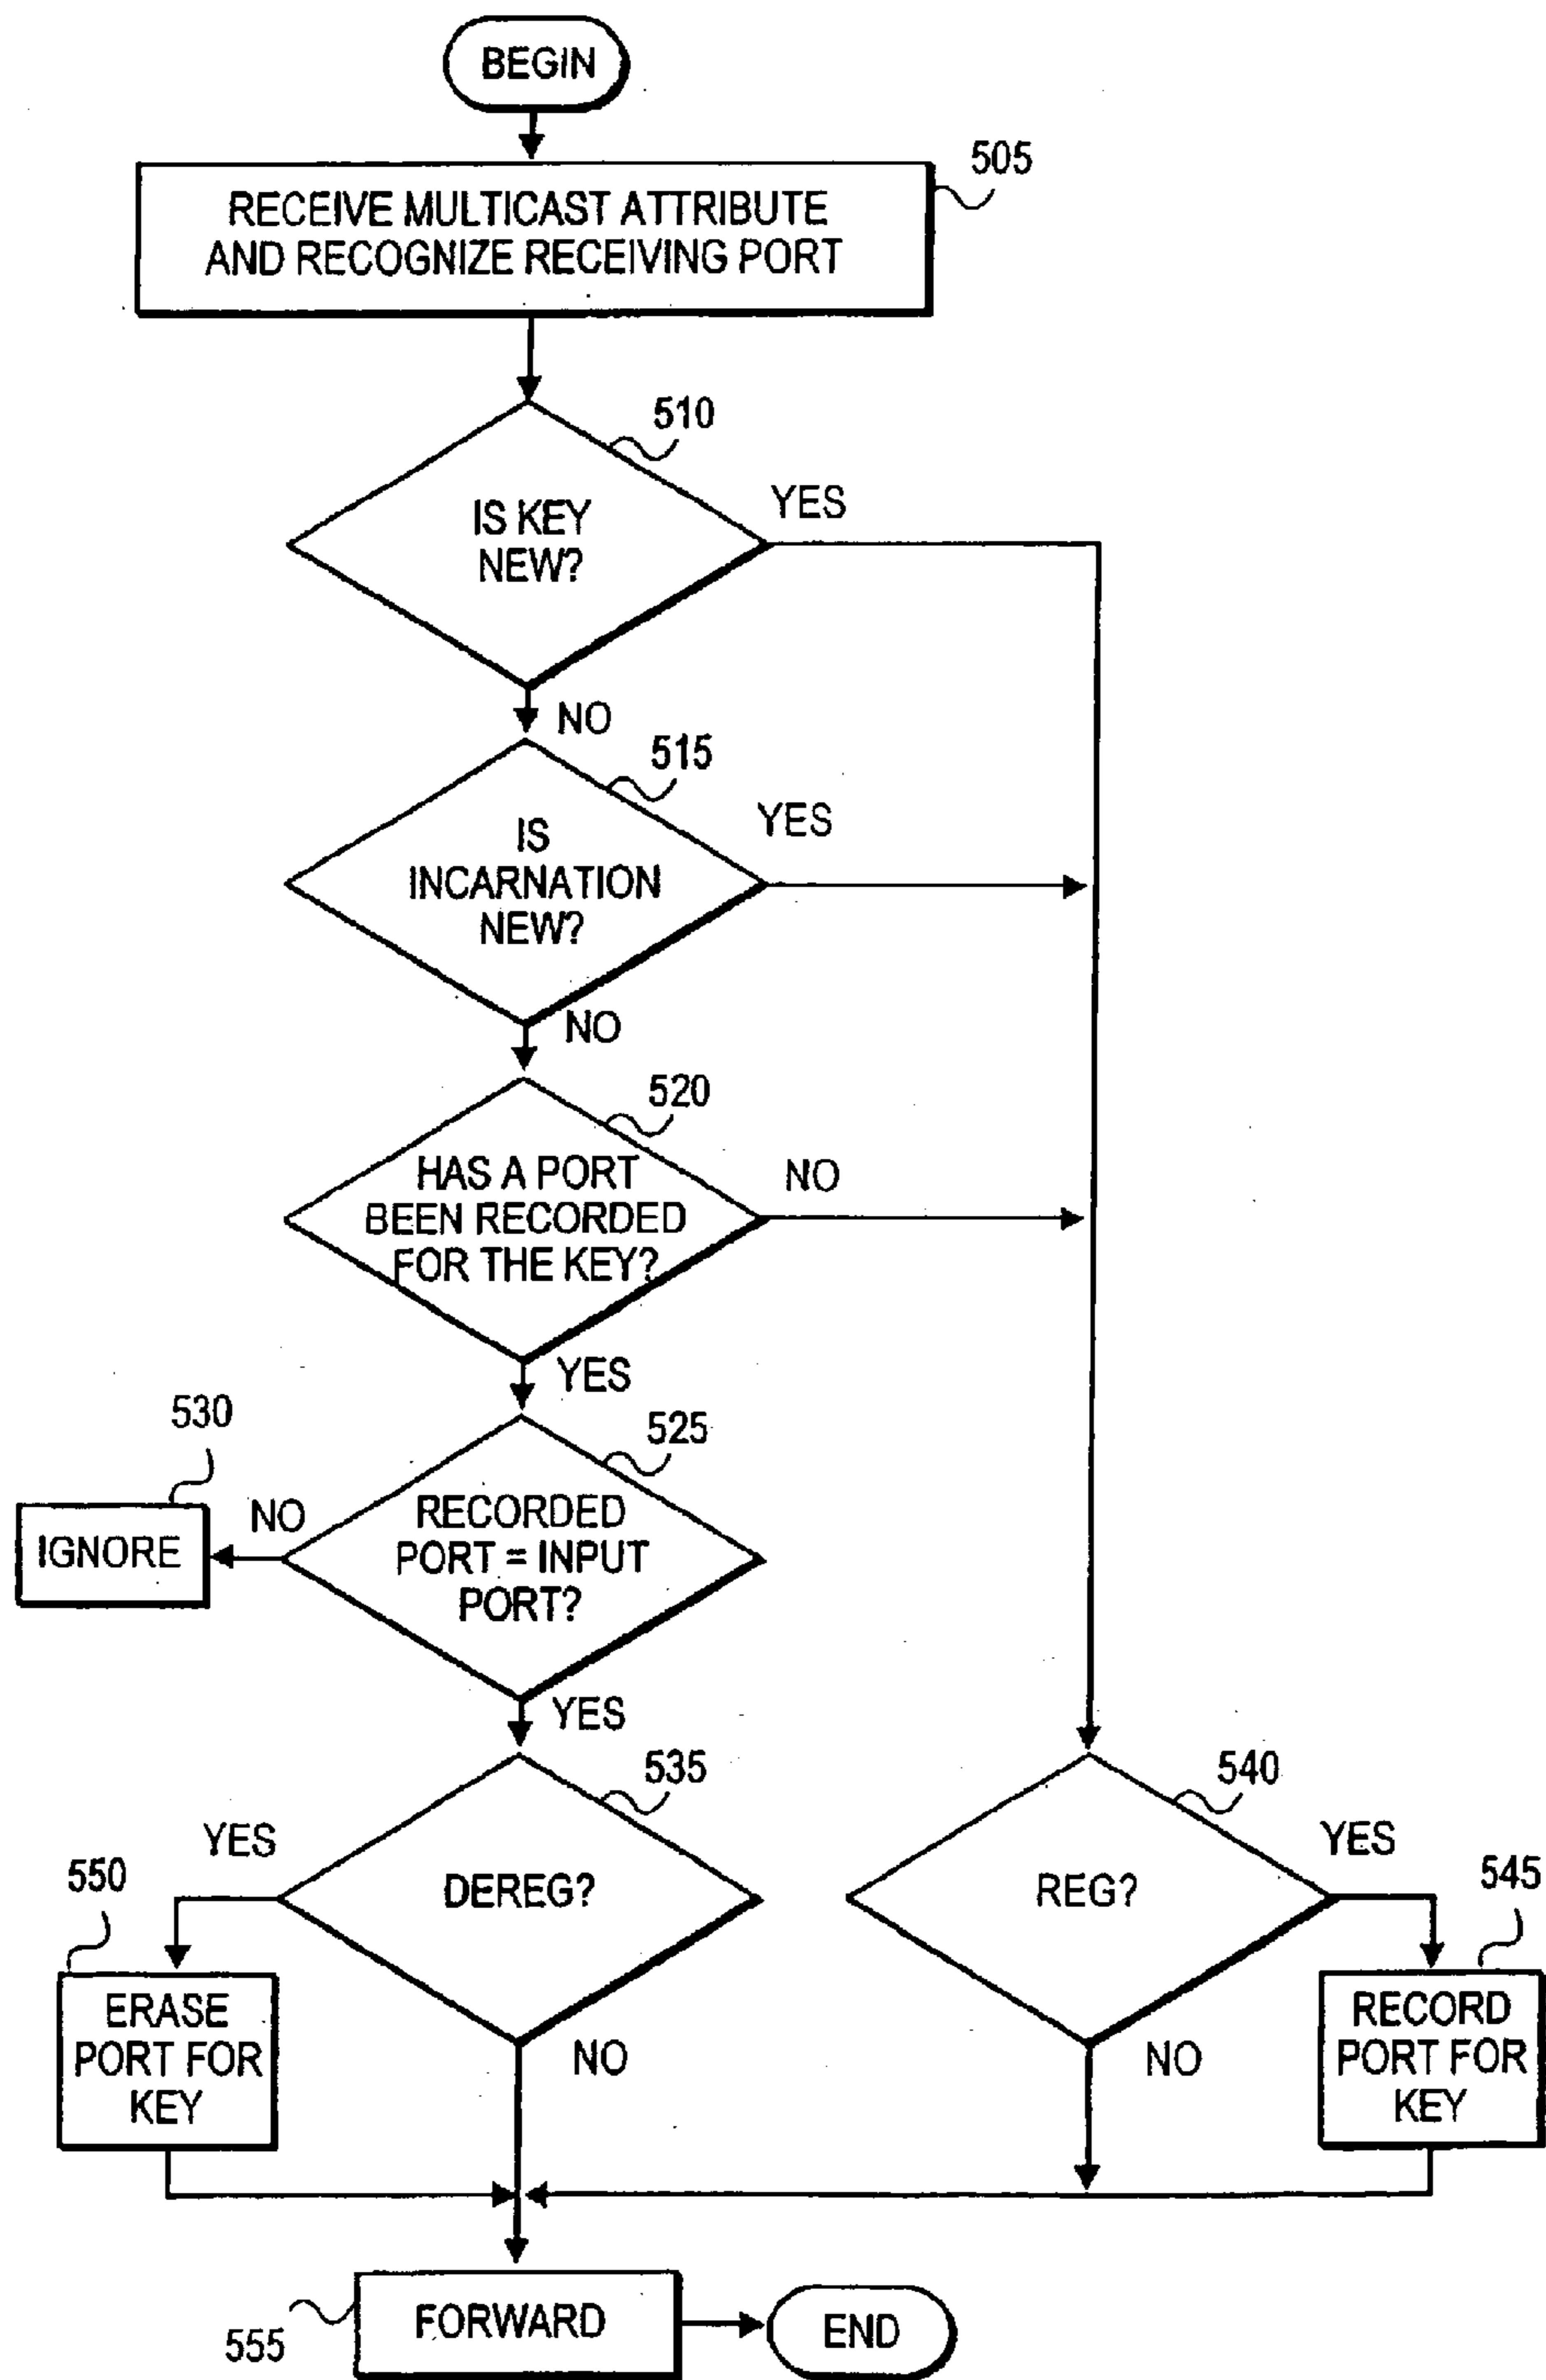 BEGIN
505
RECEIVE MULTICAST ATTRIBUTE
AND RECOGNIZE RECEIVING PORT
510
IS KEY
NEW?
YES
NO
515
IS
INCARNATION
NEW?
YES
NO
520
HAS A PORT
BEEN RECORDED
FOR THE KEY?
NO
YES
525
RECORDED
PORT = INPUT
PORT?
NO
530
IGNORE
YES
535
DEREG?
YES
550
ERASE
PORT FOR
KEY
NO
540
REG?
YES
545
RECORD
PORT FOR
KEY
NO
555
FORWARD
END